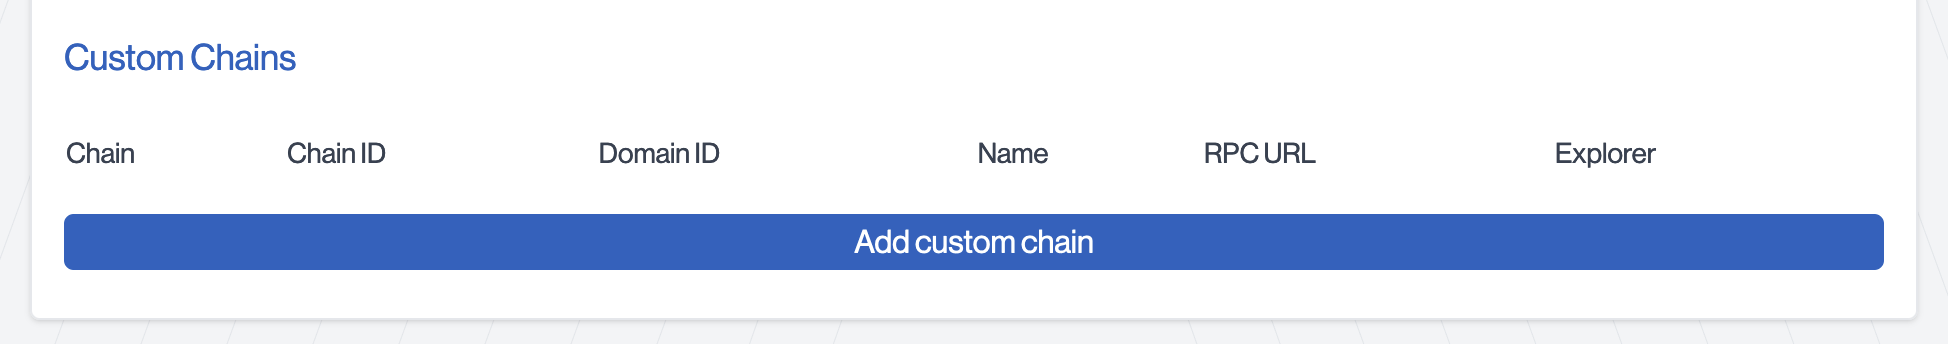 Custom Chains
Chain Chain ID Domain ID Name RPC URL Explorer
Add custom chain